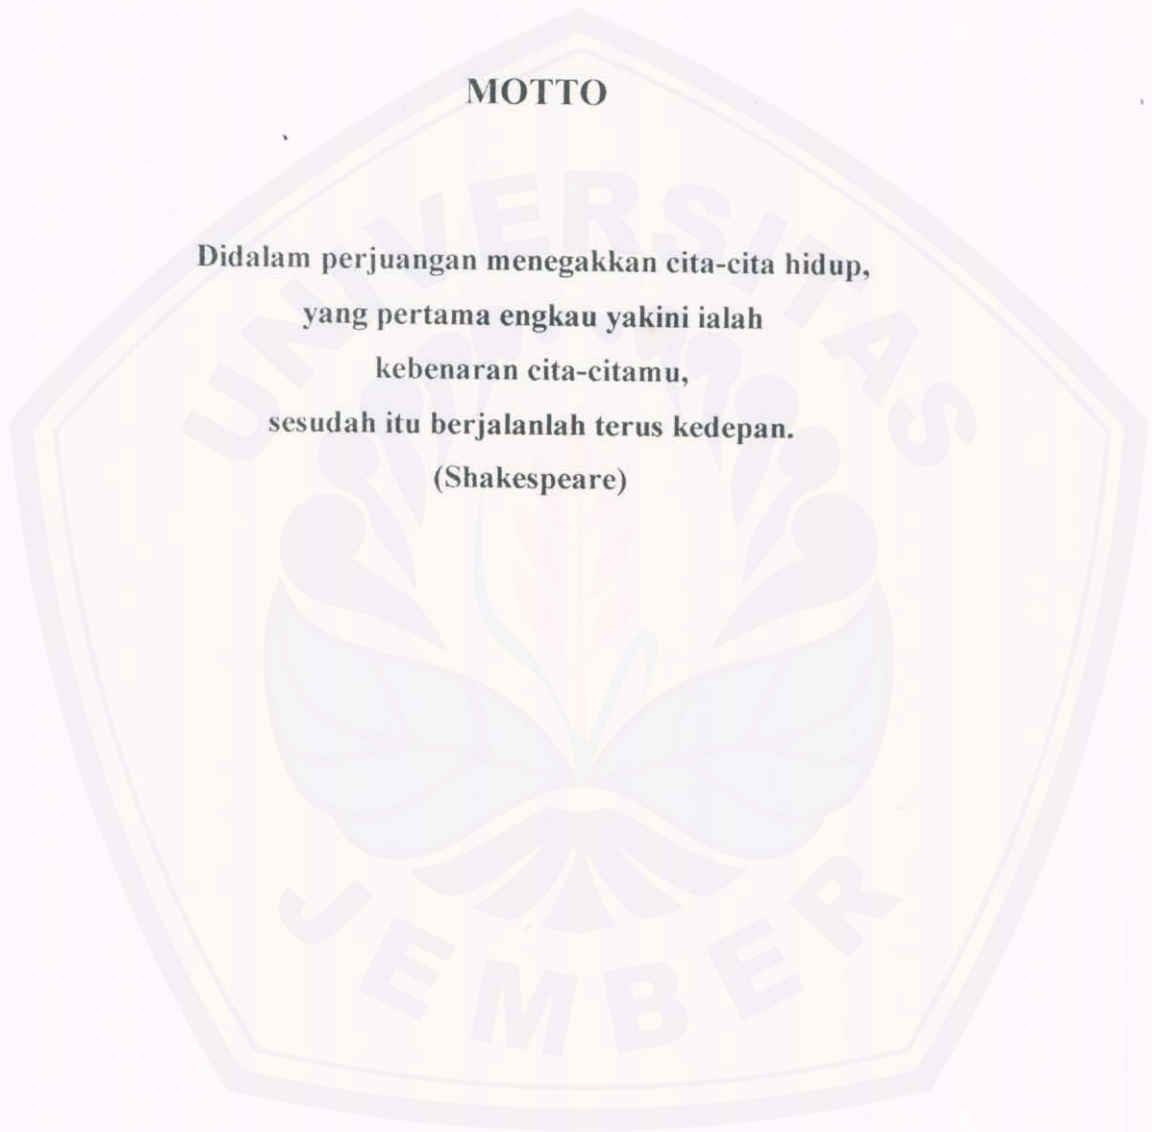 MOTTO
Didalam perjuangan menegakkan cita-cita hidup,
yang pertama engkau yakini ialah
kebenaran cita-citamu,
sesudah itu berjalanlah terus kedepan.
(Shakespeare)
UNIVERSITAS
JEMBER